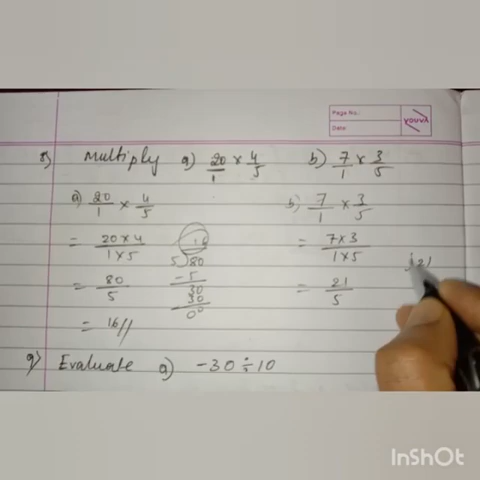 Page No.:
Date:
YOUVA
8) Multiply a) 20/1 × 4/5 b) 7/1 × 3/5
a) 20/1 × 4/5 b) 7/1 × 3/5
= 20×4/1×5 = 7×3/1×5
16
5)80
-5
30
30
00
= 80/5 = 21/5
21
= 16//
9) Evaluate a) -30 ÷ 10
InShOt